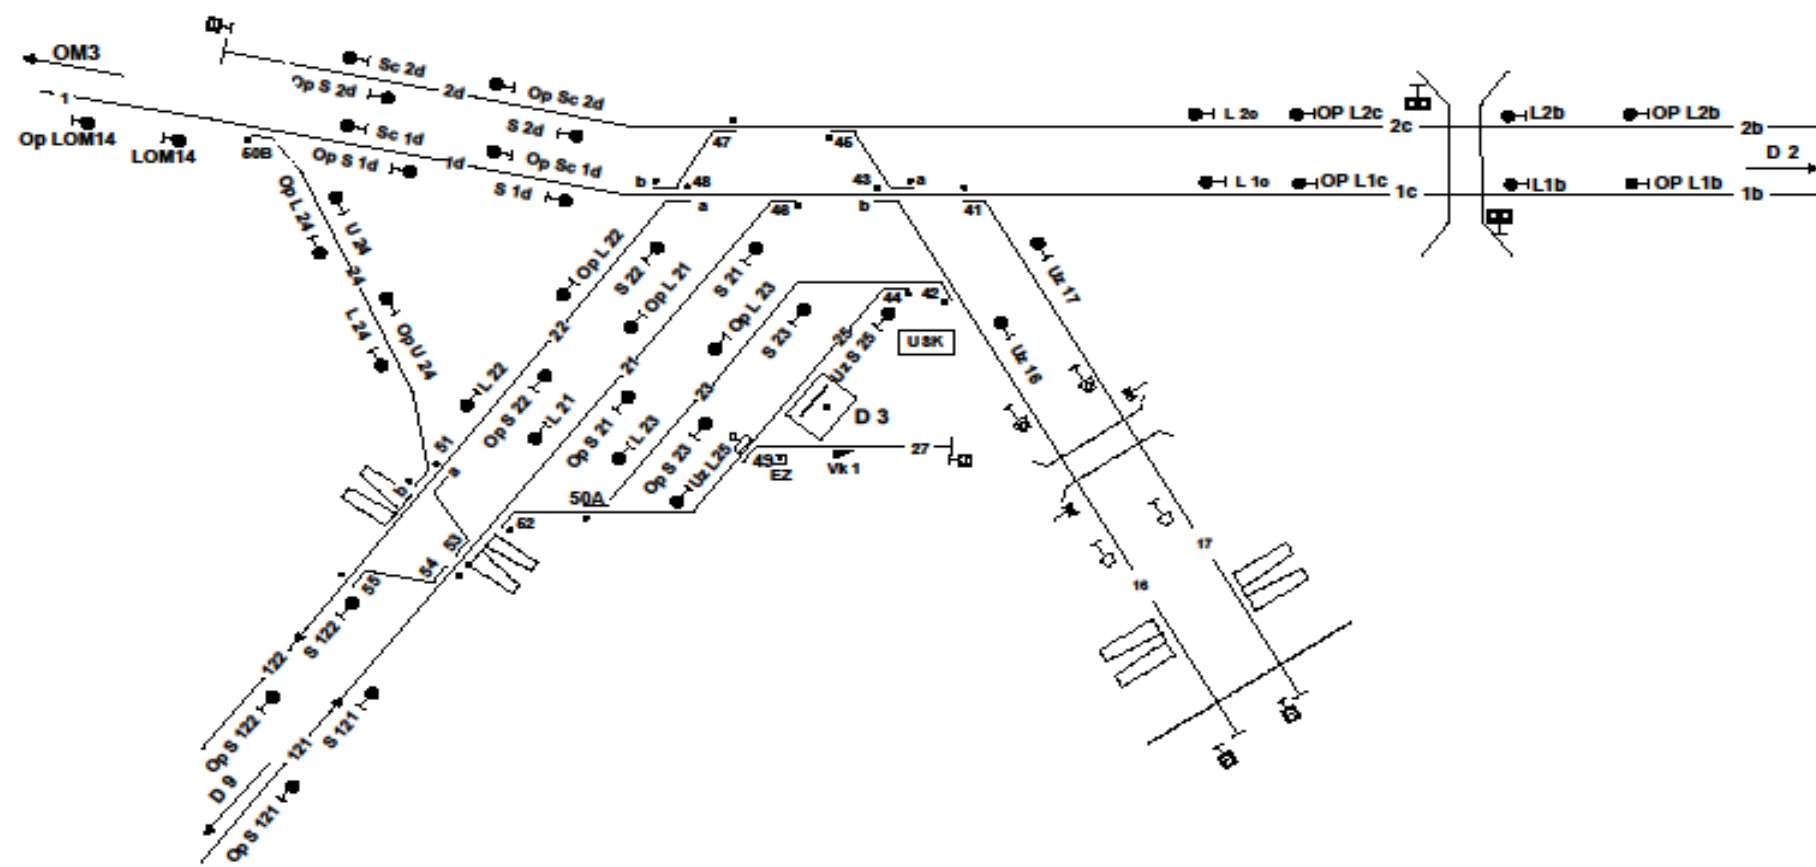 OM3
Sc 2d
Op S 2d
2d
Op Sc 2d
1
Op LOM14
LOM14
50B
Sc 1d
S 2d
Op S 1d
1d
Op Sc 1d
S 1d
47
45
L 2c
OP L2c
2c
L2b
OP L2b
2b
D 2
b
48
43
a
L 1c
OP L1c
1c
L1b
OP L1b
1b
a
46
b
41
Op L 24
U 24
24
L 24
Op U 24
Op L 22
S 22
Op L 21
S 21
Op L 23
S 23
44
42
Uz 17
22
21
25
Uz S 25
USK
Uz 16
L 22
Op S 22
L 21
Op S 21
L 23
23
Op S 23
Uz L25
D 3
49
EZ
Vk 1
27
51
a
b
50A
52
53
54
55
S 122
122
Op S 122
S 121
121
D 9
Op S 121
17
16